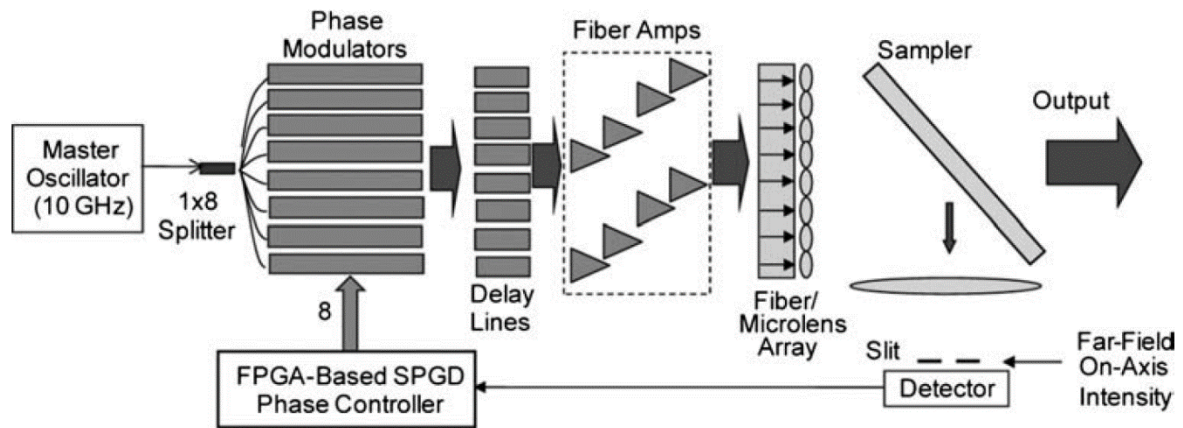 Phase
Modulators
Fiber Amps
Sampler
Output
Master
Oscillator
(10 GHz)
1x8
Splitter
8
Delay
Lines
Fiber/
Microlens
Array
Slit
Far-Field
On-Axis
Intensity
Detector
FPGA-Based SPGD
Phase Controller